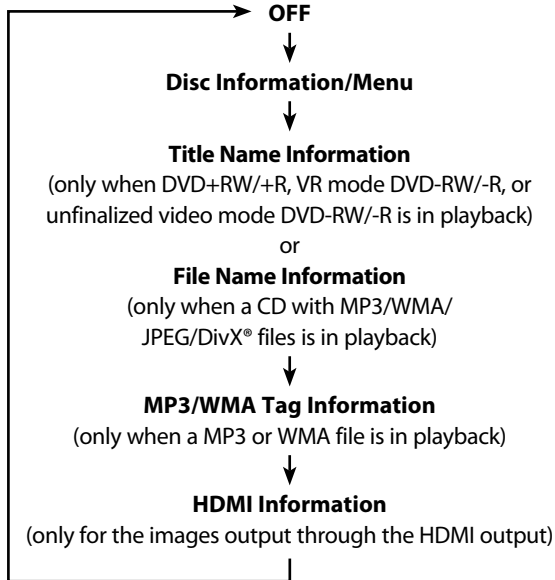 OFF
Disc Information/Menu
Title Name Information
(only when DVD+RW/+R, VR mode DVD-RW/-R, or
unfinalized video mode DVD-RW/-R is in playback)
or
File Name Information
(only when a CD with MP3/WMA/
JPEG/DivX® files is in playback)
MP3/WMA Tag Information
(only when a MP3 or WMA file is in playback)
HDMI Information
(only for the images output through the HDMI output)